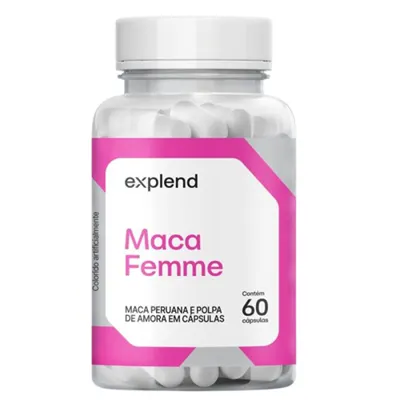 explend
Maca
Femme
MACA PERUANA E POLPA
DE AMORA EM CÁPSULAS
Contém
60
cápsulas
Colorido artificialmente